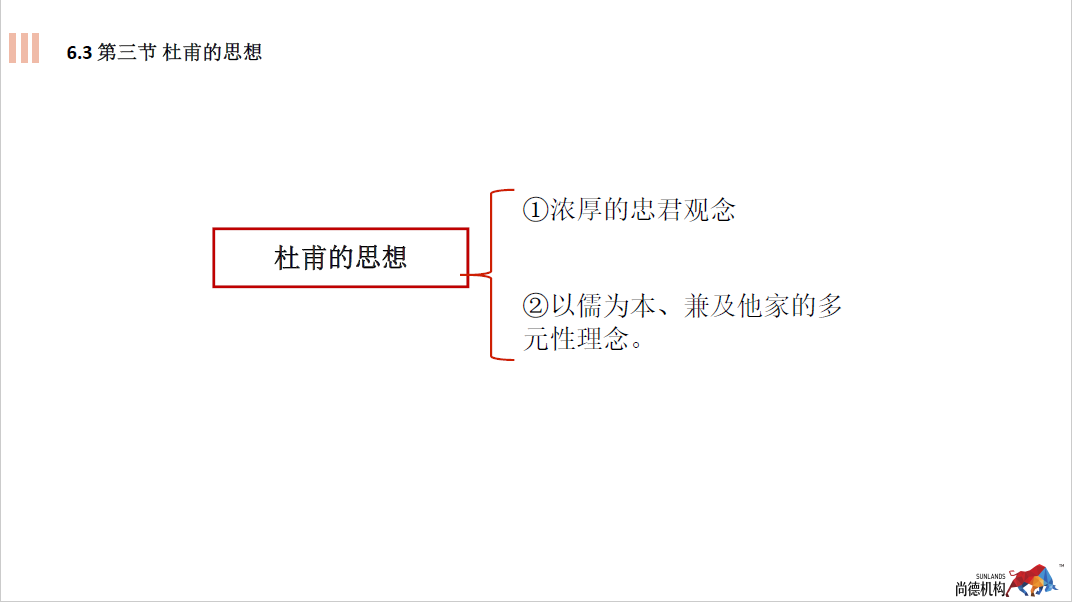 6.3 第三节 杜甫的思想
杜甫的思想
①浓厚的忠君观念
②以儒为本、兼及他家的多
元性理念。
SUNLANDS
尚德机构
TM